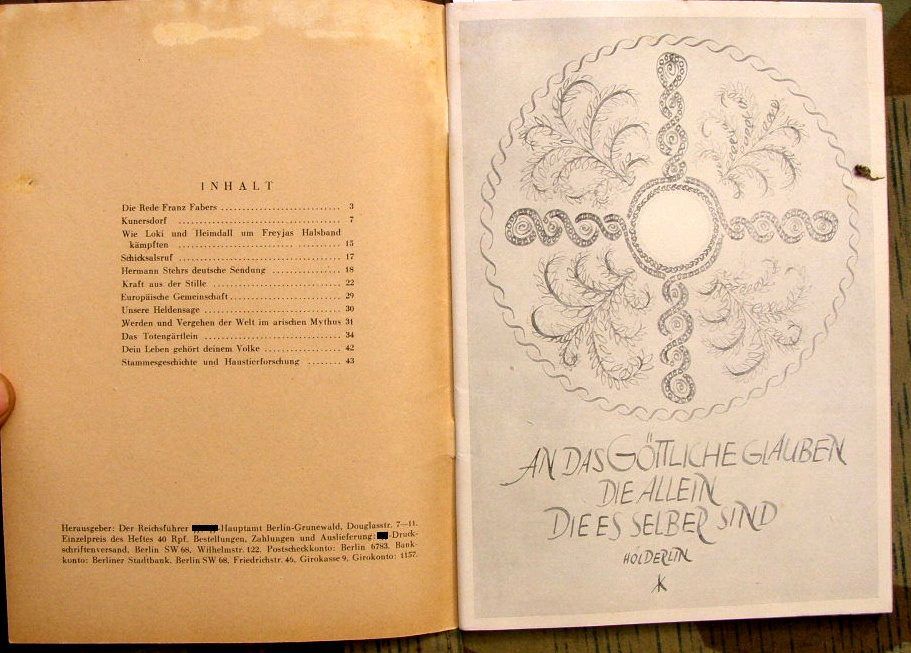 INHALT
Die Rede Franz Fabers ........................... 3
Kunersdorf ........................... 7
Wie Loki und Heimdall um Freyjas Halsband
kämpften ........................... 15
Schicksalsruf ........................... 17
Hermann Stehrs deutsche Sendung ............... 18
Kraft aus der Stille ........................... 22
Europäische Gemeinschaft ........................... 29
Unsere Heldensage ........................... 30
Werden und Vergehen der Welt im arischen Mythus 31
Das Totengärtlein ........................... 34
Dein Leben gehört deinem Volke ............... 42
Stammesgeschichte und Haustierforschung ........ 43
Herausgeber: Der Reichsführer -Hauptamt Berlin-Grunewald, Douglasstr. 7—11.
Einzelpreis des Heftes 40 Rpf. Bestellungen, Zahlungen und Auslieferung: -Druck-
schriftenversand, Berlin SW 68, Wilhelmstr. 122. Postscheckkonto: Berlin 6783. Bank-
konto: Berliner Stadtbank, Berlin SW 68, Friedrichstr. 46, Girokasse 9, Girokonto: 1157.
AN DAS GÖTTLICHE GLAUBEN
DIE ALLEIN
DIE ES SELBER SIND
HÖLDERLIN